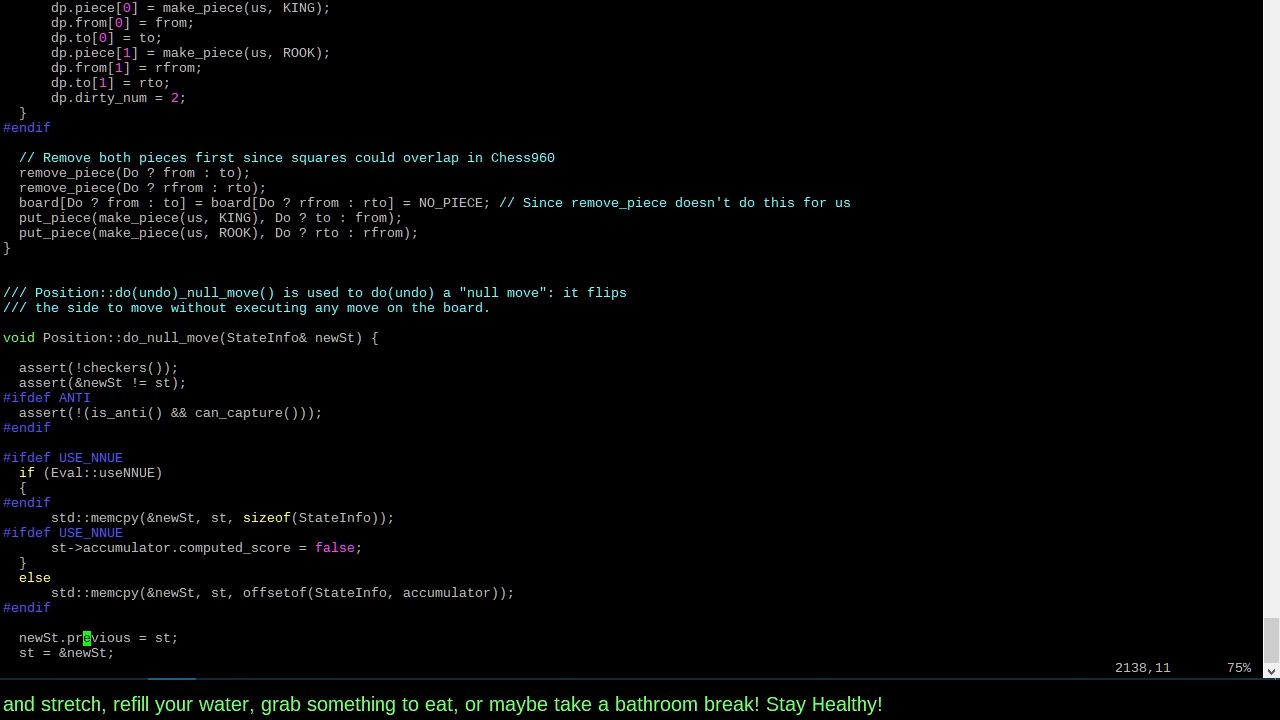 dp.piece[0] = make_piece(us, KING);
      dp.from[0] = from;
      dp.to[0] = to;
      dp.piece[1] = make_piece(us, ROOK);
      dp.from[1] = rfrom;
      dp.to[1] = rto;
      dp.dirty_num = 2;
  }
#endif

  // Remove both pieces first since squares could overlap in Chess960
  remove_piece(Do ? from : to);
  remove_piece(Do ? rfrom : rto);
  board[Do ? from : to] = board[Do ? rfrom : rto] = NO_PIECE; // Since remove_piece doesn't do this for us
  put_piece(make_piece(us, KING), Do ? to : from);
  put_piece(make_piece(us, ROOK), Do ? rto : rfrom);
}


/// Position::do(undo)_null_move() is used to do(undo) a "null move": it flips
/// the side to move without executing any move on the board.

void Position::do_null_move(StateInfo& newSt) {

  assert(!checkers());
  assert(&newSt != st);
#ifdef ANTI
  assert(!(is_anti() && can_capture()));
#endif

#ifdef USE_NNUE
  if (Eval::useNNUE)
  {
#endif
      std::memcpy(&newSt, st, sizeof(StateInfo));
#ifdef USE_NNUE
      st->accumulator.computed_score = false;
  }
  else
      std::memcpy(&newSt, st, offsetof(StateInfo, accumulator));
#endif

  newSt.previous = st;
  st = &newSt;
2138,11 75%
and stretch, refill your water, grab something to eat, or maybe take a bathroom break! Stay Healthy!